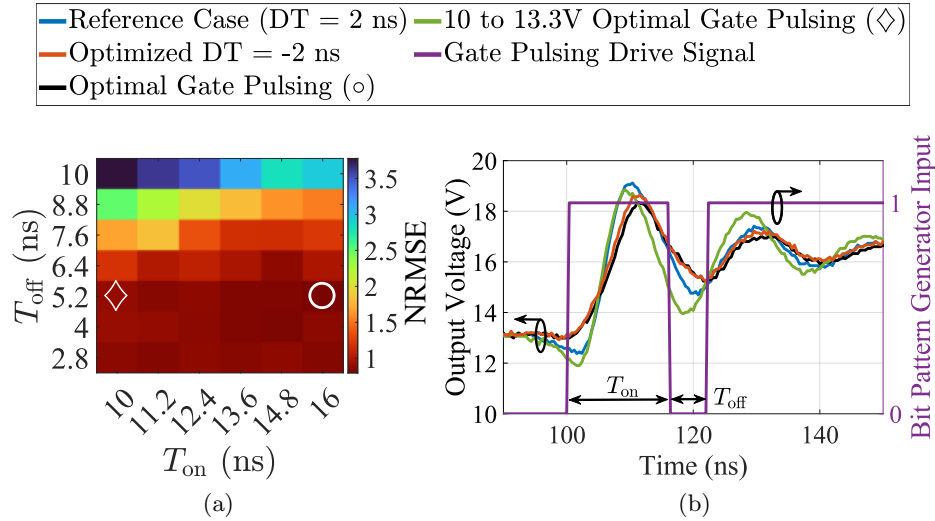 Reference Case (DT = 2 ns)
10 to 13.3V Optimal Gate Pulsing (◇)
Optimized DT = -2 ns
Gate Pulsing Drive Signal
Optimal Gate Pulsing (○)
10
8.8
7.6
6.4
5.2
4
2.8
T_off (ns)
10
11.2
12.4
13.6
14.8
16
T_on (ns)
3.5
3
2.5
2
1.5
1
NRMSE
(a)
20
18
16
14
12
10
Output Voltage (V)
T_on
T_off
100
120
140
Time (ns)
1
0
Bit Pattern Generator Input
(b)